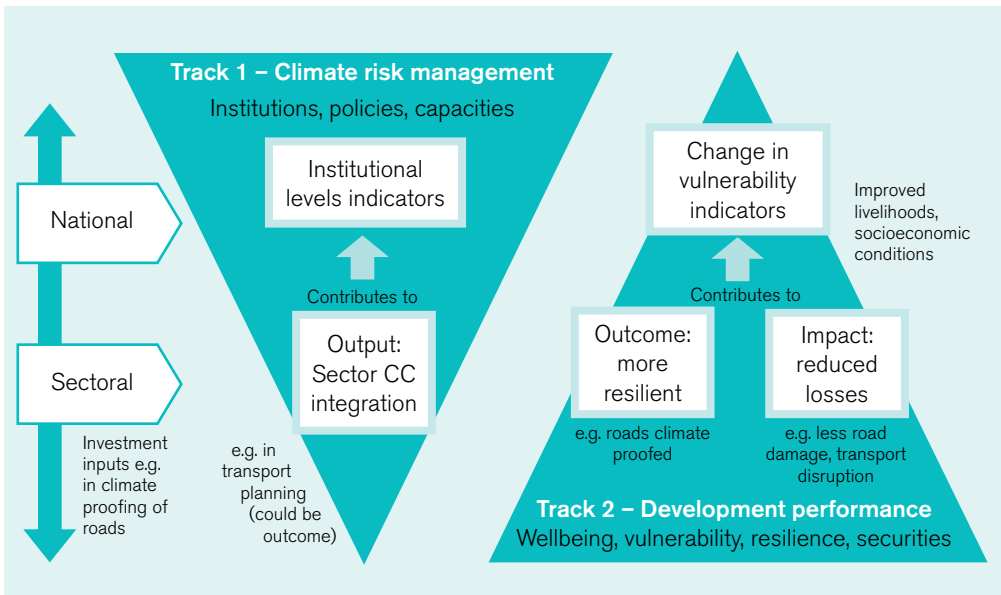 Track 1 – Climate risk management
Institutions, policies, capacities
Institutional
levels indicators
Contributes to
Output:
Sector CC
integration
National
Sectoral
Investment
inputs e.g.
in climate
proofing of
roads
e.g. in
transport
planning
(could be
outcome)
Change in
vulnerability
indicators
Improved
livelihoods,
socioeconomic
conditions
Contributes to
Outcome:
more
resilient
Impact:
reduced
losses
e.g. roads climate
proofed
e.g. less road
damage, transport
disruption
Track 2 – Development performance
Wellbeing, vulnerability, resilience, securities